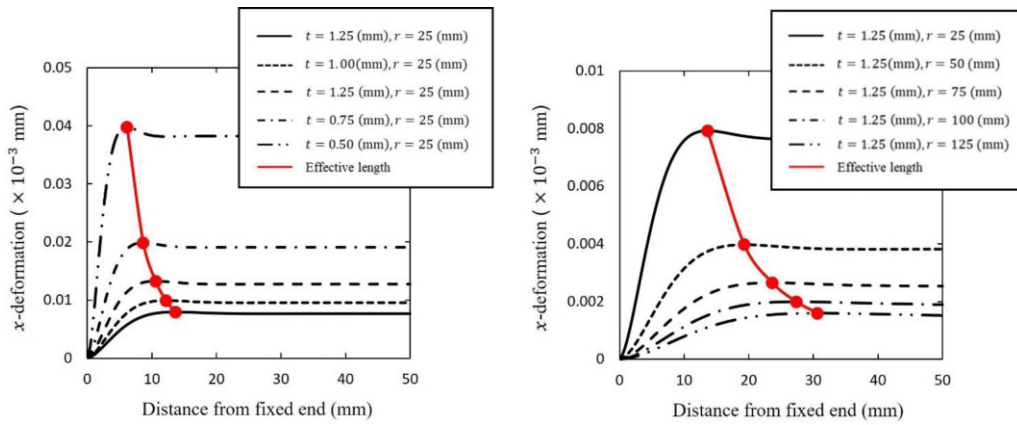 t = 1.25 (mm), r = 25 (mm)
t = 1.00(mm), r = 25 (mm)
t = 1.25 (mm), r = 25 (mm)
t = 0.75 (mm), r = 25 (mm)
t = 0.50 (mm), r = 25 (mm)
Effective length
0.05
0.04
0.03
0.02
0.01
0
x-deformation ( × 10⁻³ mm)
0 10 20 30 40 50
Distance from fixed end (mm)
t = 1.25 (mm), r = 25 (mm)
t = 1.25(mm), r = 50 (mm)
t = 1.25 (mm), r = 75 (mm)
t = 1.25 (mm), r = 100 (mm)
t = 1.25 (mm), r = 125 (mm)
Effective length
0.01
0.008
0.006
0.004
0.002
0
x-deformation ( × 10⁻³ mm)
0 10 20 30 40 50
Distance from fixed end (mm)